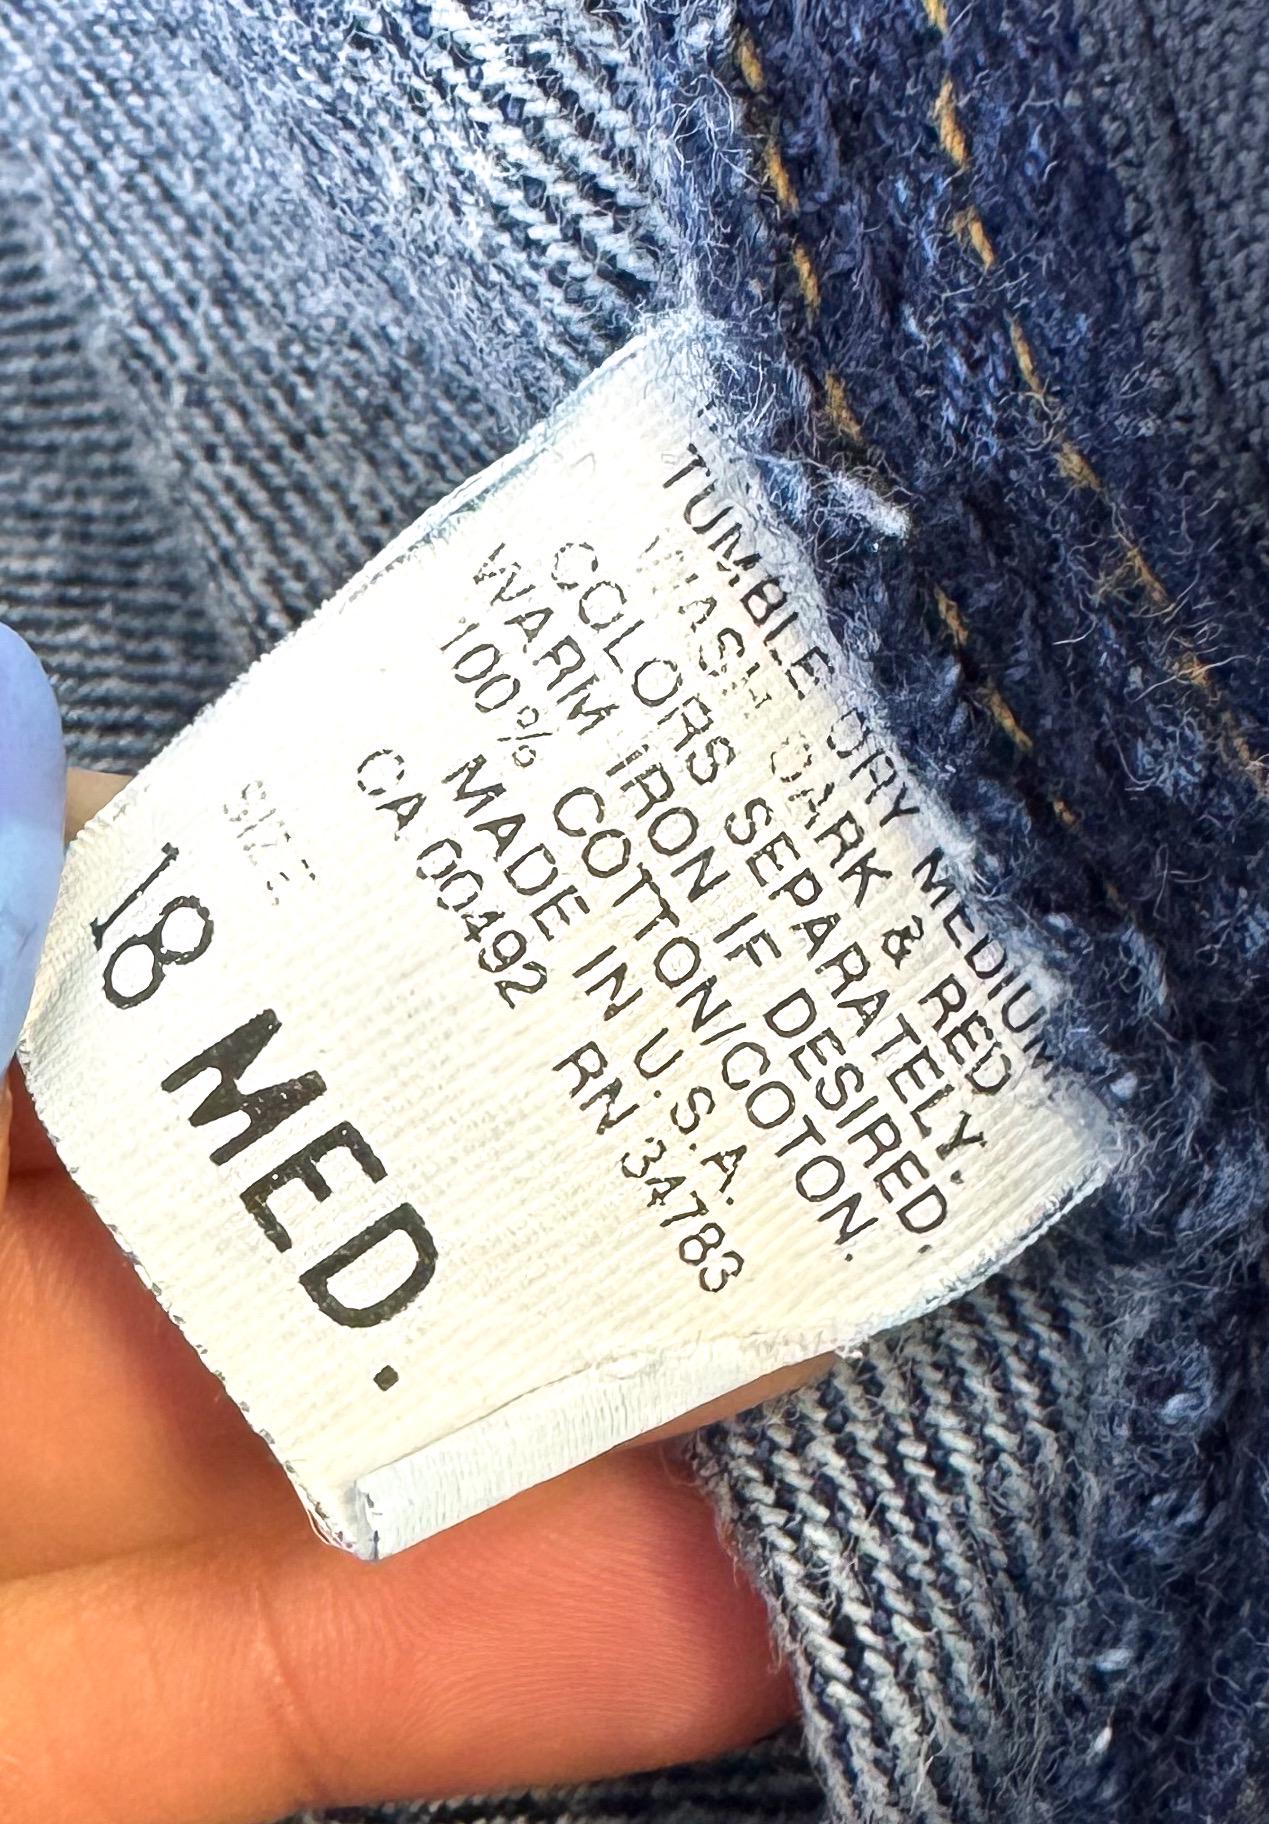 TUMBLE DRY MEDIUM
WASH DARK & RED
COLORS SEPARATELY.
WARM IRON IF DESIRED.
100% COTTON/COTON.
MADE IN U.S.A.
CA 00492 RN 34783
SIZE
18 MED.